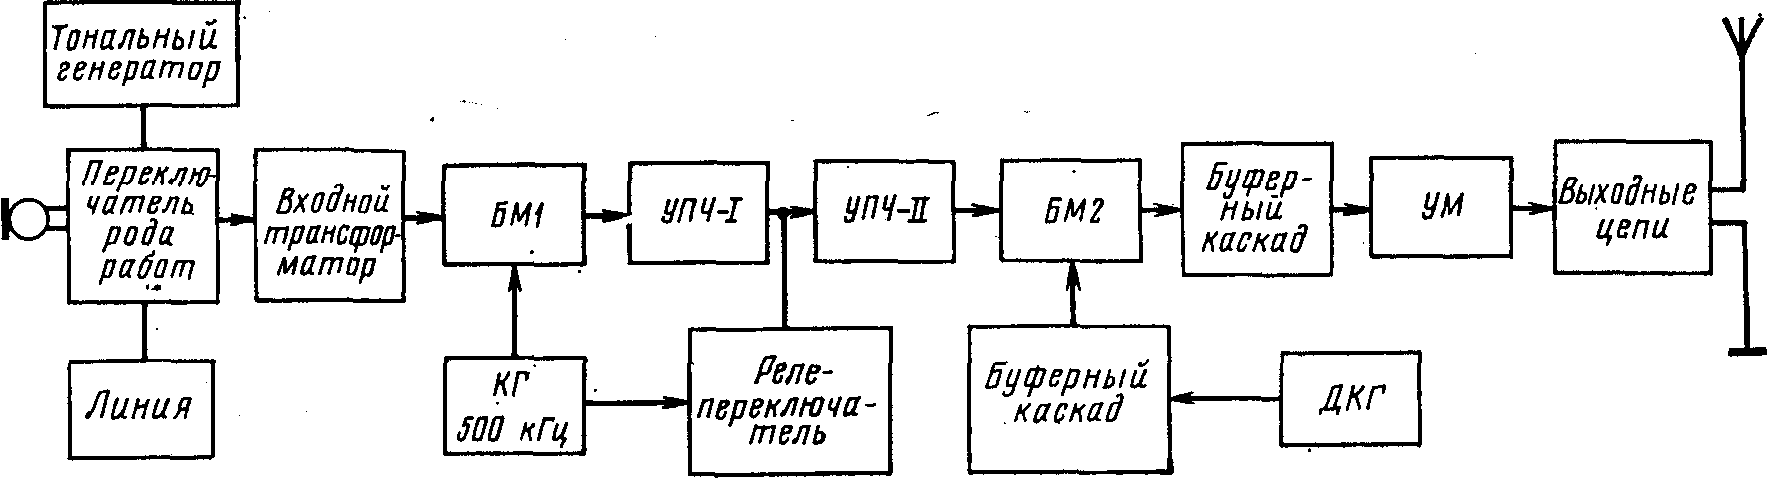 Тональный
генератор
Переклю-
чатель
рода
работ
Линия
Входной
трансфор-
матор
БМ1
КГ
500 кГц
УПЧ-I
Реле-
переключа-
тель
УПЧ-II
БМ2
Буферный
каскад
ДКГ
Буфер-
ный
каскад
УМ
Выходные
цепи